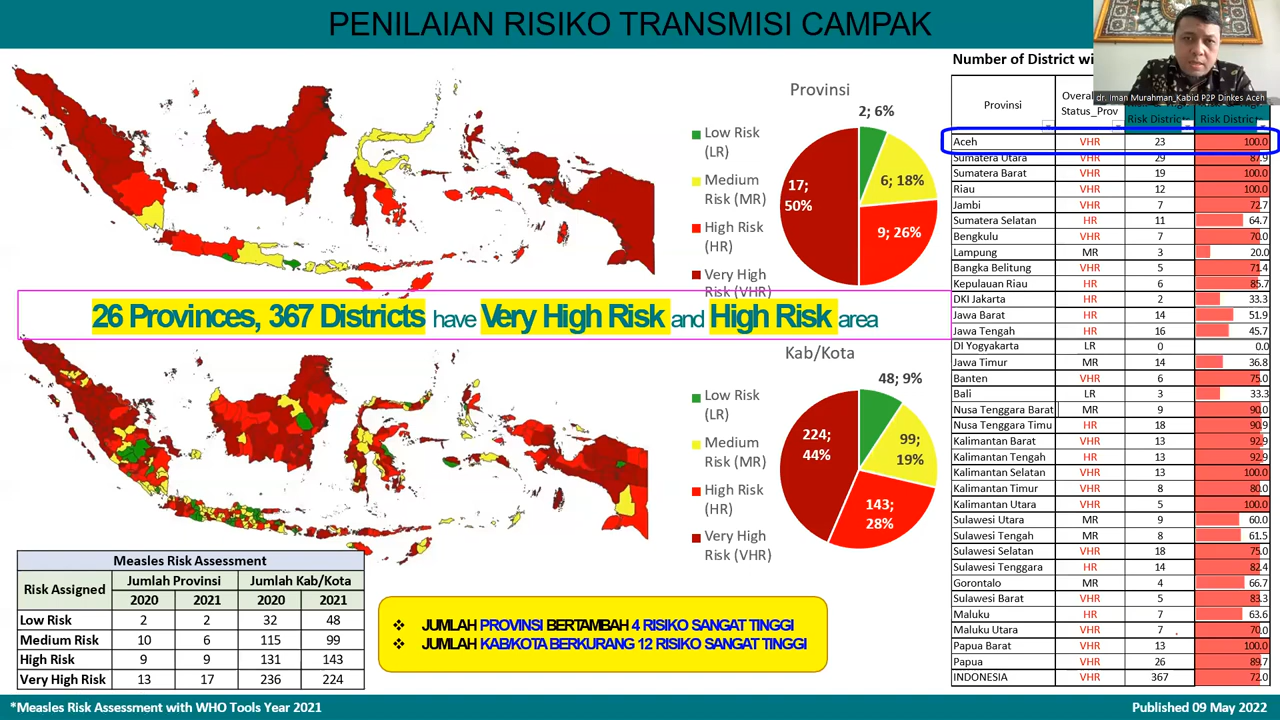 PENILAIAN RISIKO TRANSMISI CAMPAK
dr. Iman Murahman_Kabid P2P Dinkes Aceh
Provinsi
2; 6%
6; 18%
9; 26%
17;
50%
Low Risk
(LR)
Medium
Risk (MR)
High Risk
(HR)
Very High
Risk (VHR)
26 Provinces, 367 Districts have Very High Risk and High Risk area
Kab/Kota
48; 9%
99;
19%
143;
28%
224;
44%
Low Risk
(LR)
Medium
Risk (MR)
High Risk
(HR)
Very High
Risk (VHR)
Measles Risk Assessment
Risk Assigned Jumlah Provinsi Jumlah Kab/Kota
2020 2021 2020 2021
Low Risk 2 2 32 48
Medium Risk 10 6 115 99
High Risk 9 9 131 143
Very High Risk 13 17 236 224
❖ JUMLAH PROVINSI BERTAMBAH 4 RISIKO SANGAT TINGGI
❖ JUMLAH KAB/KOTA BERKURANG 12 RISIKO SANGAT TINGGI
Number of District
Provinsi
Status_Prov
Risk District
Risk District
Aceh VHR 23 100.0
Sumatera Utara VHR 29 87.9
Sumatera Barat VHR 19 100.0
Riau VHR 12 100.0
Jambi VHR 7 72.7
Sumatera Selatan HR 11 64.7
Bengkulu VHR 7 70.0
Lampung MR 3 20.0
Bangka Belitung VHR 5 71.4
Kepulauan Riau HR 6 85.7
DKI Jakarta HR 2 33.3
Jawa Barat HR 14 51.9
Jawa Tengah HR 16 45.7
DI Yogyakarta LR 0 0.0
Jawa Timur MR 14 36.8
Banten VHR 6 75.0
Bali LR 3 33.3
Nusa Tenggara Barat MR 9 90.0
Nusa Tenggara Timu HR 18 90.9
Kalimantan Barat VHR 13 92.9
Kalimantan Tengah HR 13 92.9
Kalimantan Selatan VHR 13 100.0
Kalimantan Timur VHR 8 80.0
Kalimantan Utara VHR 5 100.0
Sulawesi Utara MR 9 60.0
Sulawesi Tengah MR 8 61.5
Sulawesi Selatan VHR 18 75.0
Sulawesi Tenggara HR 14 82.4
Gorontalo MR 4 66.7
Sulawesi Barat VHR 5 83.3
Maluku HR 7 63.6
Maluku Utara VHR 7 70.0
Papua Barat VHR 13 100.0
Papua VHR 26 89.7
INDONESIA VHR 367 72.0
*Measles Risk Assessment with WHO Tools Year 2021
Published 09 May 2022